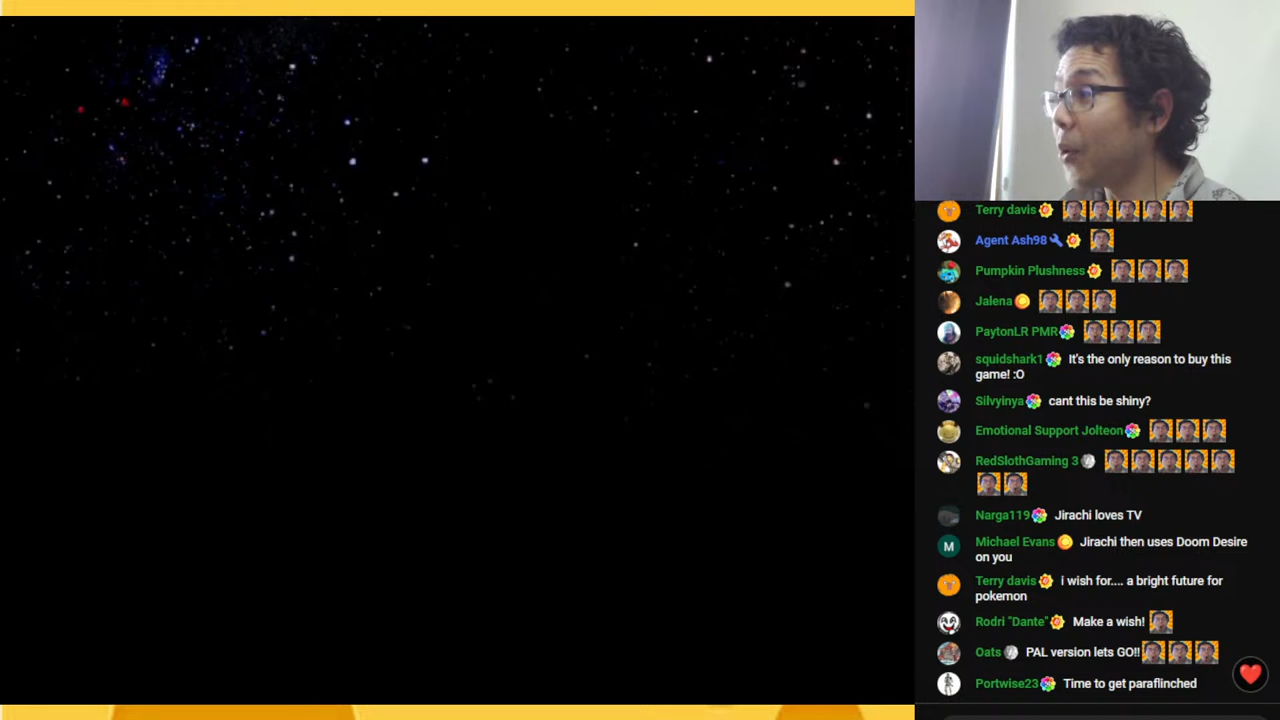 Terry davis
Agent Ash98
Pumpkin Plushness
Jalena
PaytonLR PMR
squidshark1 It's the only reason to buy this
game! :O
Silvyinya cant this be shiny?
Emotional Support Jolteon
RedSlothGaming 3
Narga119 Jirachi loves TV
M Michael Evans Jirachi then uses Doom Desire
on you
Terry davis i wish for.... a bright future for
pokemon
Rodri "Dante" Make a wish!
Oats PAL version lets GO!!
Portwise23 Time to get paraflinched